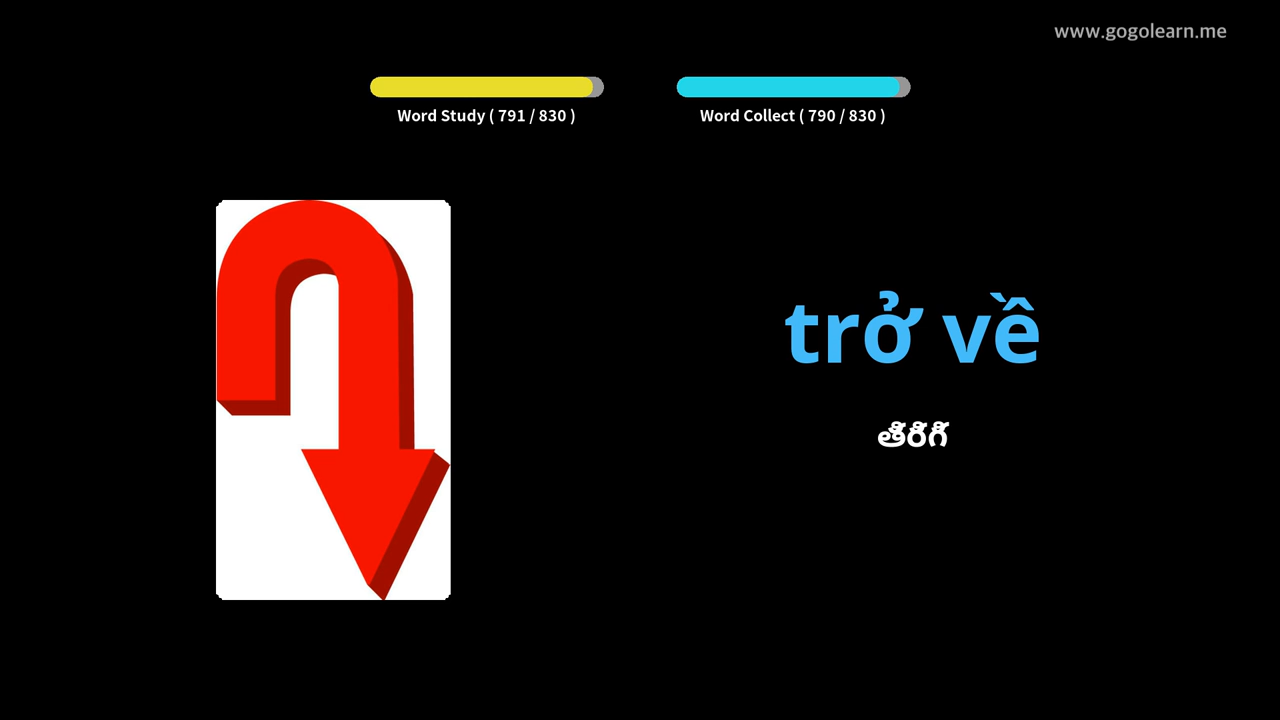 www.gogolearn.me
Word Study ( 791 / 830 )
Word Collect ( 790 / 830 )
trở về
తిరిగి